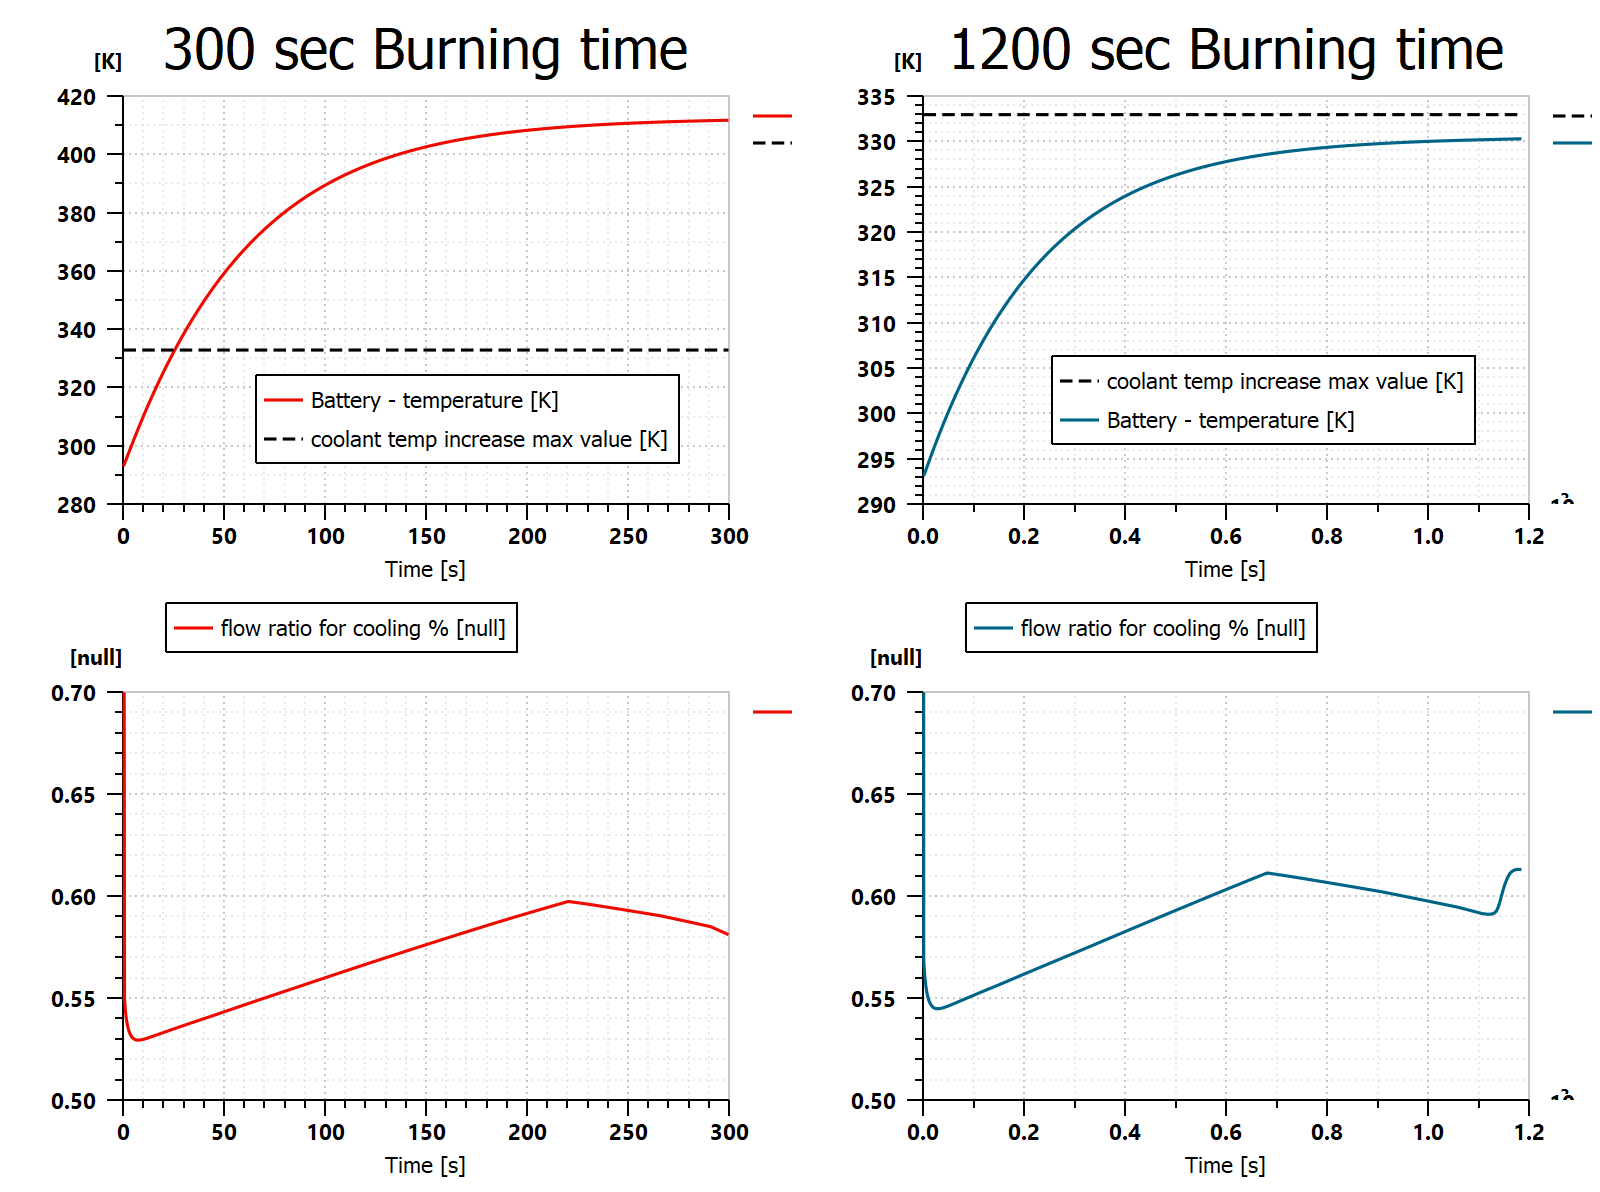 300 sec Burning time
[K]
420
400
380
360
340
320
300
280
0 50 100 150 200 250 300
Time [s]
Battery - temperature [K]
coolant temp increase max value [K]
1200 sec Burning time
[K]
335
330
325
320
315
310
305
300
295
290
0.0 0.2 0.4 0.6 0.8 1.0 1.2
Time [s]
coolant temp increase max value [K]
Battery - temperature [K]
flow ratio for cooling % [null]
[null]
0.70
0.65
0.60
0.55
0.50
0 50 100 150 200 250 300
Time [s]
flow ratio for cooling % [null]
[null]
0.70
0.65
0.60
0.55
0.50
0.0 0.2 0.4 0.6 0.8 1.0 1.2
Time [s]